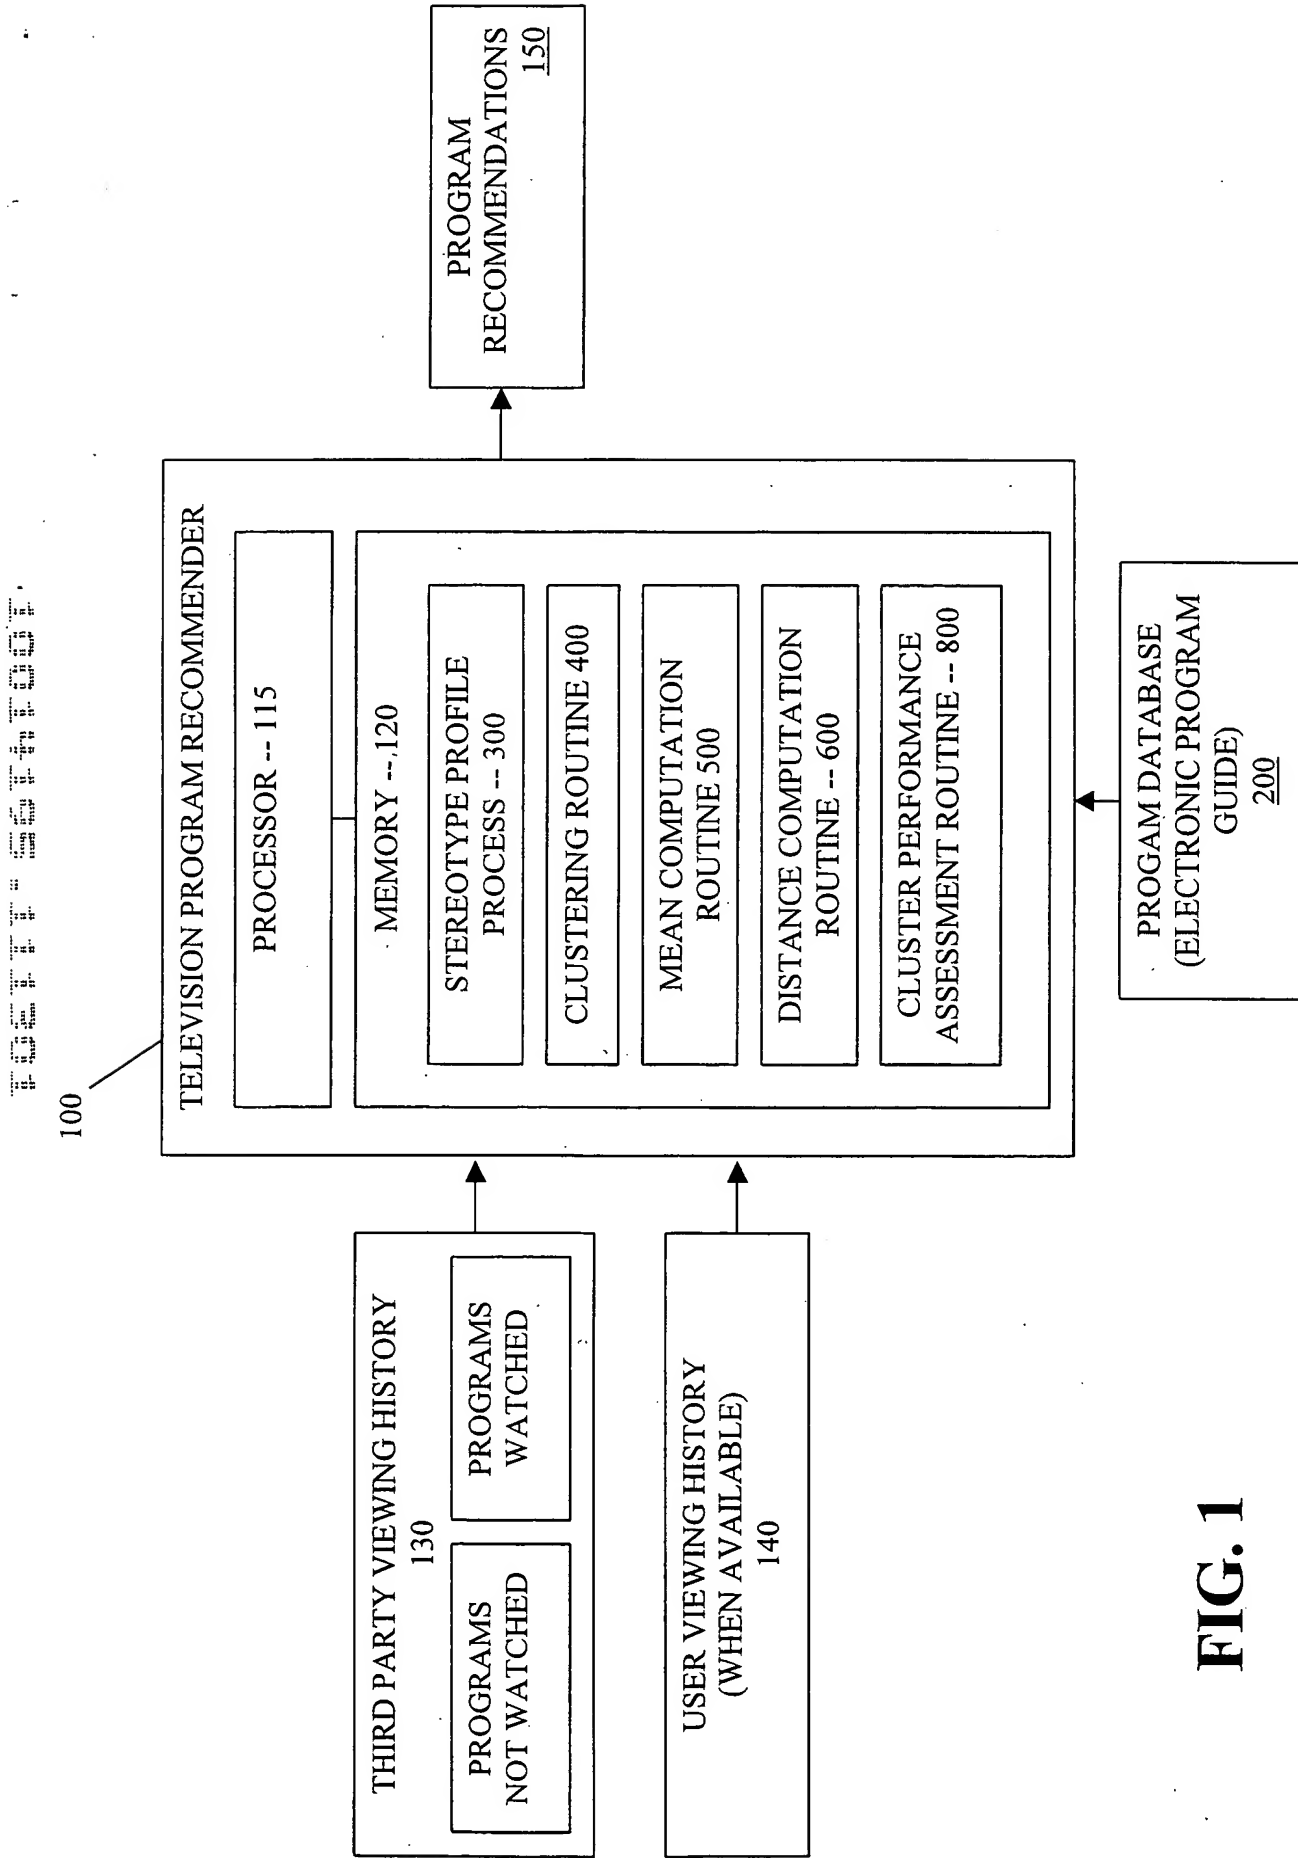 100
TELEVISION PROGRAM RECOMMENDER
PROCESSOR -- 115
MEMORY -- 120
STEREOTYPE PROFILE
PROCESS -- 300
CLUSTERING ROUTINE 400
MEAN COMPUTATION
ROUTINE 500
DISTANCE COMPUTATION
ROUTINE -- 600
CLUSTER PERFORMANCE
ASSESSMENT ROUTINE -- 800
THIRD PARTY VIEWING HISTORY
130
PROGRAMS
NOT WATCHED
PROGRAMS
WATCHED
USER VIEWING HISTORY
(WHEN AVAILABLE)
140
PROGRAM
RECOMMENDATIONS
150
PROGAM DATABASE
(ELECTRONIC PROGRAM
GUIDE)
200
FIG. 1